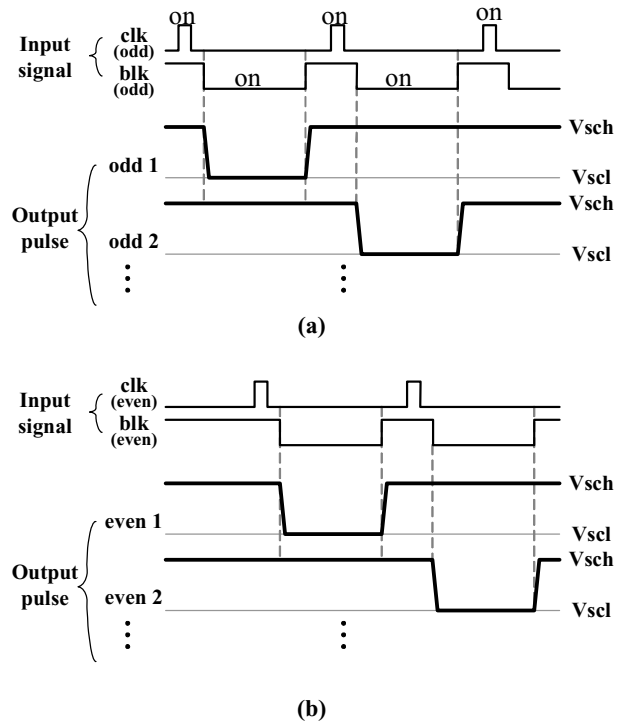 on on on
Input signal
clk (odd)
blk (odd)
on on
Vsch
odd 1
Vscl
Vsch
Output pulse
odd 2
Vscl
(a)
Input signal
clk (even)
blk (even)
Vsch
even 1
Vscl
Vsch
Output pulse
even 2
Vscl
(b)